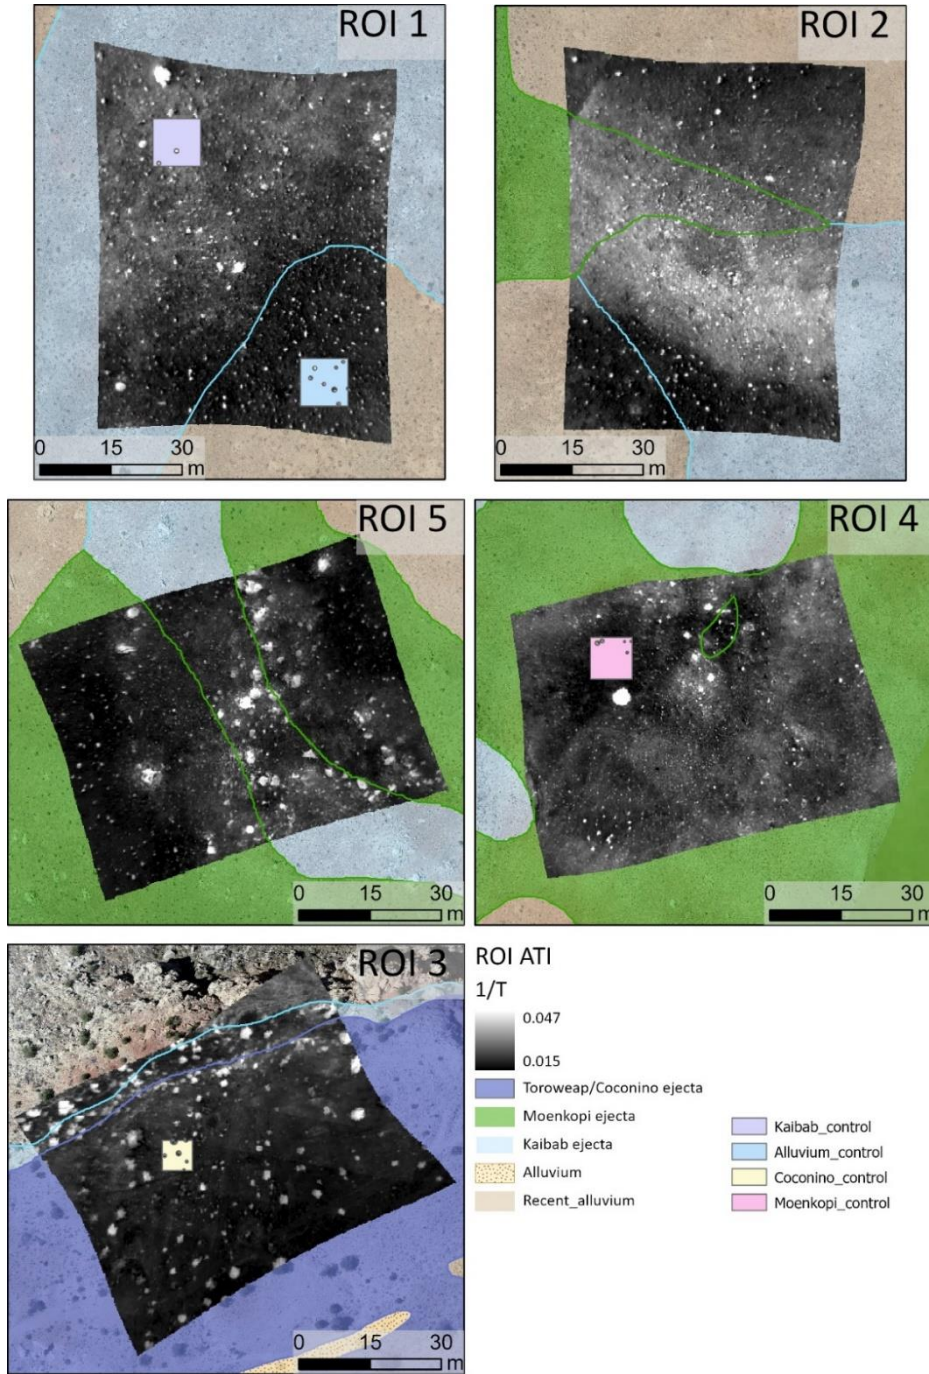 ROI 1
0 15 30
m
ROI 2
0 15 30
m
ROI 5
0 15 30
m
ROI 4
0 15 30
m
ROI 3
0 15 30
m
ROI ATI
1/T
0.047
0.015
Toroweap/Coconino ejecta
Moenkopi ejecta
Kaibab ejecta
Alluvium
Recent_alluvium
Kaibab_control
Alluvium_control
Coconino_control
Moenkopi_control